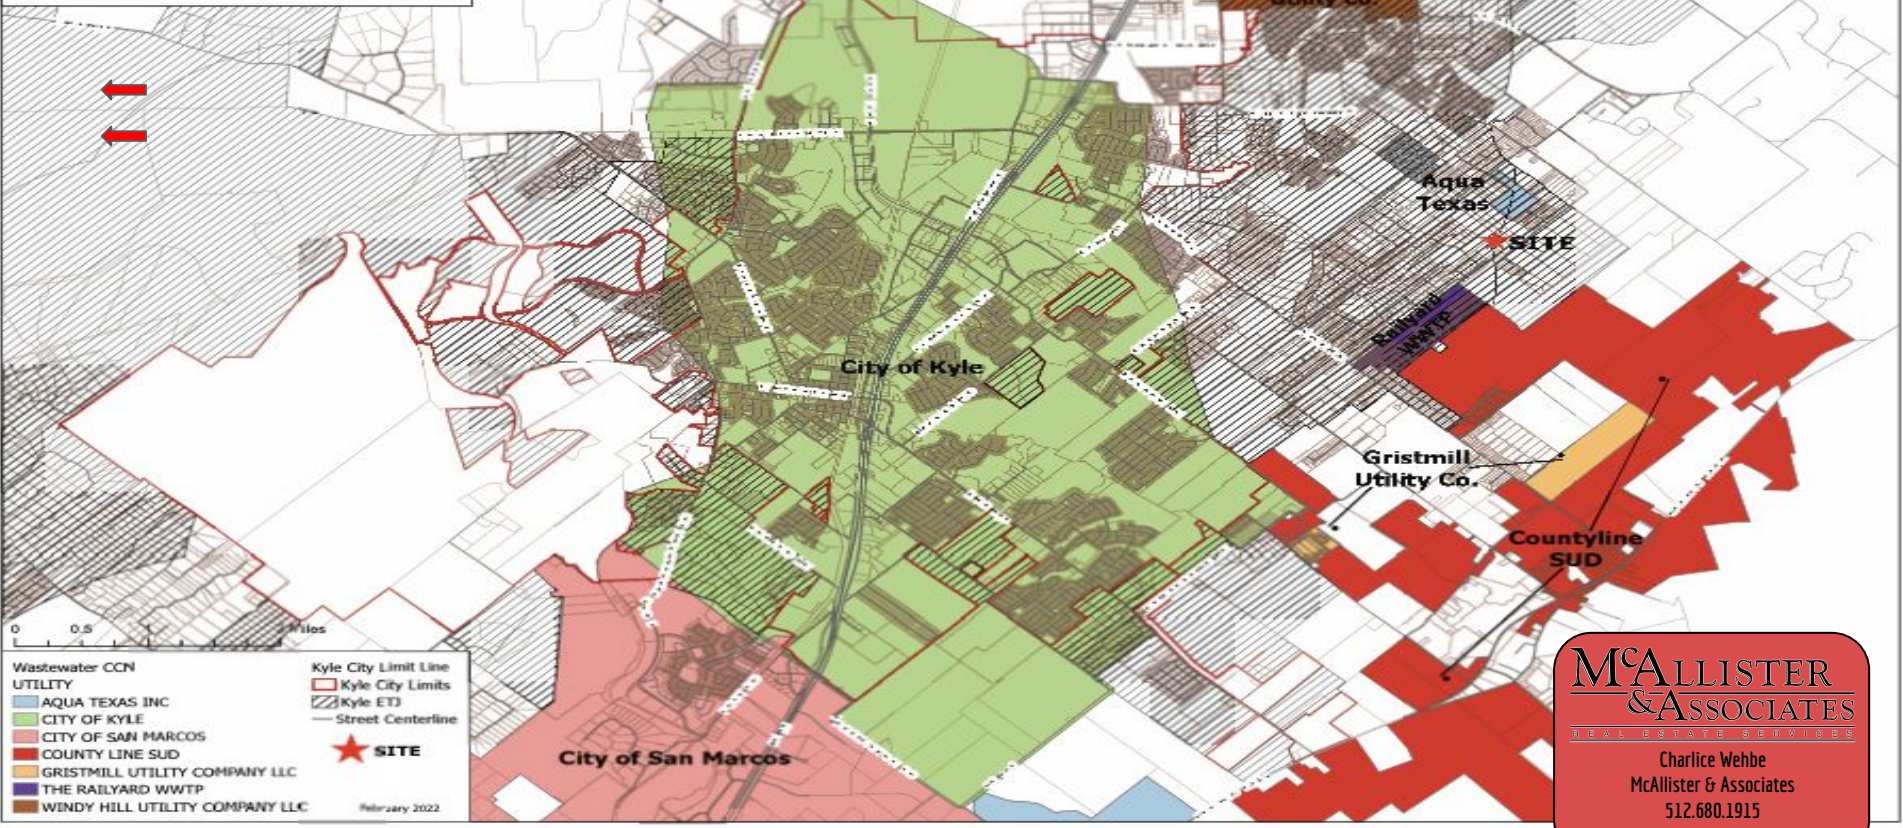 Utility Co.
Aqua
Texas
SITE
Railyard
WWTP
City of Kyle
Gristmill
Utility Co.
Countyline
SUD
City of San Marcos
0 0.5 1 Miles
Wastewater CCN
UTILITY
AQUA TEXAS INC
CITY OF KYLE
CITY OF SAN MARCOS
COUNTY LINE SUD
GRISTMILL UTILITY COMPANY LLC
THE RAILYARD WWTP
WINDY HILL UTILITY COMPANY LLC
Kyle City Limit Line
Kyle City Limits
Kyle ETJ
Street Centerline
SITE
February 2022
McALLISTER
& ASSOCIATES
REAL ESTATE SERVICES
Charlice Wehbe
McAllister & Associates
512.680.1915